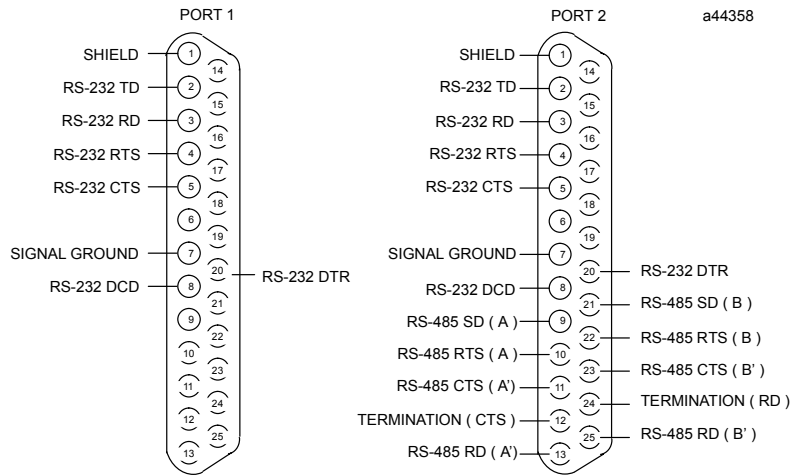 PORT 1
SHIELD
RS-232 TD
RS-232 RD
RS-232 RTS
RS-232 CTS
SIGNAL GROUND
RS-232 DCD
1
2
3
4
5
6
7
8
9
10
11
12
13
14
15
16
17
18
19
20
21
22
23
24
25
RS-232 DTR
PORT 2
a44358
SHIELD
RS-232 TD
RS-232 RD
RS-232 RTS
RS-232 CTS
SIGNAL GROUND
RS-232 DCD
RS-485 SD ( A )
RS-485 RTS ( A )
RS-485 CTS ( A')
TERMINATION ( CTS )
RS-485 RD ( A')
1
2
3
4
5
6
7
8
9
10
11
12
13
14
15
16
17
18
19
20
21
22
23
24
25
RS-232 DTR
RS-485 SD ( B )
RS-485 RTS ( B )
RS-485 CTS ( B' )
TERMINATION ( RD )
RS-485 RD ( B' )